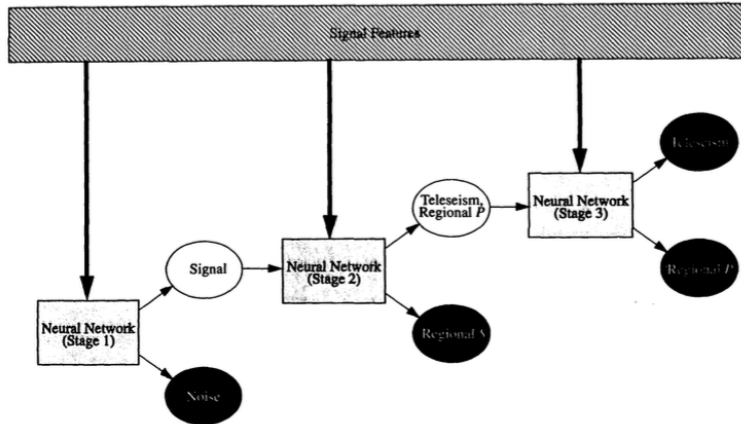 Signal Features
Teleseism
Teleseism,
Regional P
Neural Network
(Stage 3)
Signal
Neural Network
(Stage 2)
Regional P
Neural Network
(Stage 1)
Regional S
Noise